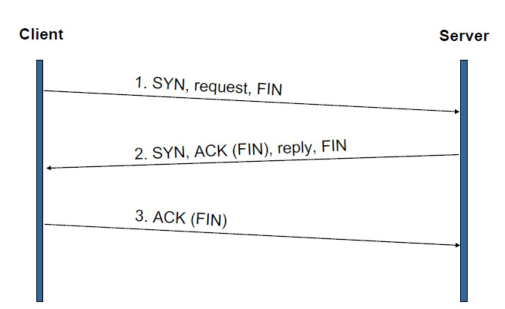 Client
Server
1. SYN, request, FIN
2. SYN, ACK (FIN), reply, FIN
3. ACK (FIN)